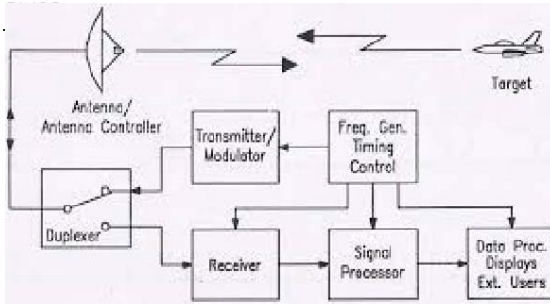 Target
Antenna/
Antenna Controller
Transmitter/
Modulator
Freq. Gen.
Timing
Control
Duplexer
Receiver
Signal
Processor
Data Proc.
Displays
Ext. Users